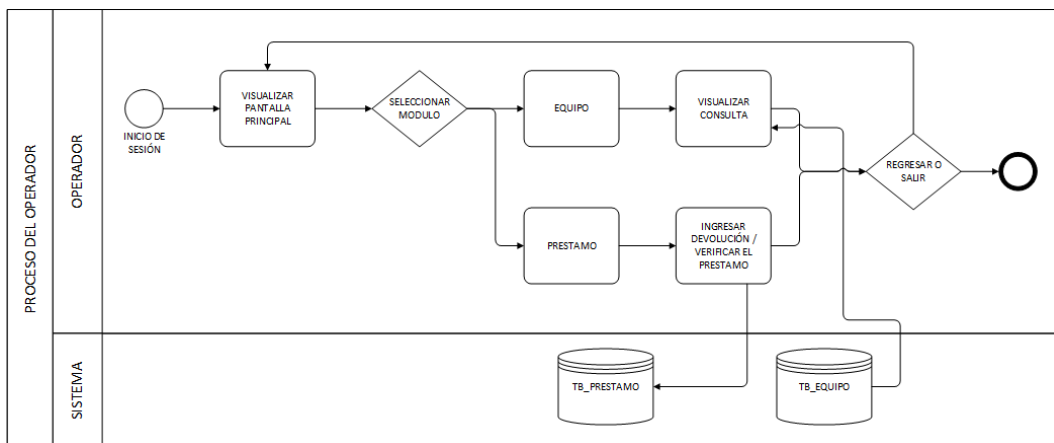 PROCESO DEL OPERADOR
OPERADOR
INICIO DE
SESIÓN
VISUALIZAR
PANTALLA
PRINCIPAL
SELECCIONAR
MODULO
EQUIPO
VISUALIZAR
CONSULTA
REGRESAR O
SALIR
PRESTAMO
INGRESAR
DEVOLUCIÓN /
VERIFICAR EL
PRESTAMO
SISTEMA
TB_PRESTAMO
TB_EQUIPO